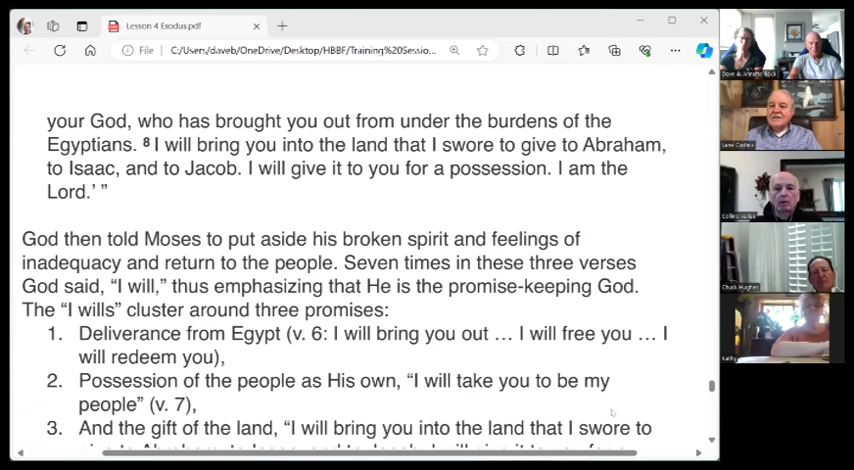 Lesson 4 Exodus.pdf
File
C:/Users/daveb/OneDrive/Desktop/HBBF/Training%20Sessio...
your God, who has brought you out from under the burdens of the
Egyptians. 8 I will bring you into the land that I swore to give to Abraham,
to Isaac, and to Jacob. I will give it to you for a possession. I am the
Lord.’ ”
God then told Moses to put aside his broken spirit and feelings of
inadequacy and return to the people. Seven times in these three verses
God said, “I will,” thus emphasizing that He is the promise-keeping God.
The “I wills” cluster around three promises:
1. Deliverance from Egypt (v. 6: I will bring you out … I will free you … I
will redeem you),
2. Possession of the people as His own, “I will take you to be my
people” (v. 7),
3. And the gift of the land, “I will bring you into the land that I swore to
Dave & Annette
Chuck Hughes
Kathy